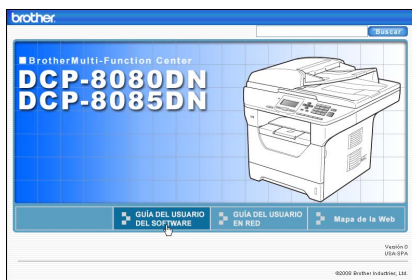 brother
Buscar
BrotherMulti-Function Center
DCP-8080DN
DCP-8085DN
GUÍA DEL USUARIO
DEL SOFTWARE
GUÍA DEL USUARIO
EN RED
Mapa de la Web
Versión 0
USA-SPA
©2008 Brother Industries, Ltd.